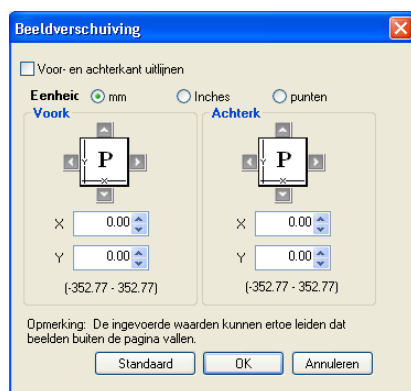 Beeldverschuiving
Voor- en achterkant uitlijnen
Eenheic mm Inches punten
Voork Achterk
P P
X 0.00 X 0.00
Y 0.00 Y 0.00
(-352.77 - 352.77) (-352.77 - 352.77)
Opmerking: De ingevoerde waarden kunnen ertoe leiden dat
beelden buiten de pagina vallen.
Standaard OK Annuleren